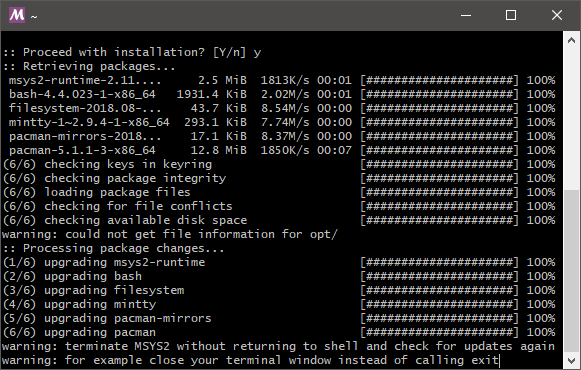 M ~
:: Proceed with installation? [Y/n] y
:: Retrieving packages...
msys2-runtime-2.11.... 2.5 MiB 1813K/s 00:01 [#####################] 100%
bash-4.4.023-1-x86_64 1931.4 KiB 2.02M/s 00:01 [#####################] 100%
filesystem-2018.08-... 43.7 KiB 8.54M/s 00:00 [#####################] 100%
mintty-1~2.9.4-1-x86_64 293.1 KiB 7.74M/s 00:00 [#####################] 100%
pacman-mirrors-2018... 17.1 KiB 8.37M/s 00:00 [#####################] 100%
pacman-5.1.1-3-x86_64 12.8 MiB 1850K/s 00:07 [#####################] 100%
(6/6) checking keys in keyring [#####################] 100%
(6/6) checking package integrity [#####################] 100%
(6/6) loading package files [#####################] 100%
(6/6) checking for file conflicts [#####################] 100%
(6/6) checking available disk space [#####################] 100%
warning: could not get file information for opt/
:: Processing package changes...
(1/6) upgrading msys2-runtime [#####################] 100%
(2/6) upgrading bash [#####################] 100%
(3/6) upgrading filesystem [#####################] 100%
(4/6) upgrading mintty [#####################] 100%
(5/6) upgrading pacman-mirrors [#####################] 100%
(6/6) upgrading pacman [#####################] 100%
warning: terminate MSYS2 without returning to shell and check for updates again
warning: for example close your terminal window instead of calling exit